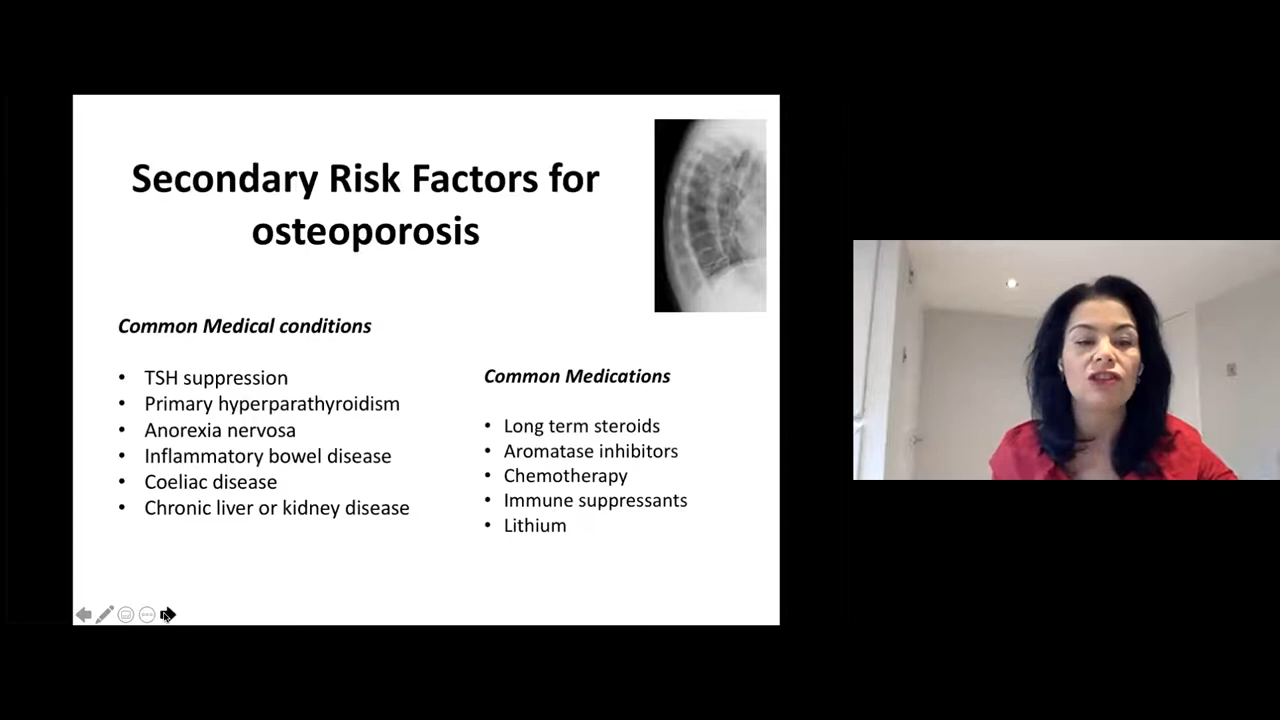 Secondary Risk Factors for
osteoporosis
Common Medical conditions
• TSH suppression
• Primary hyperparathyroidism
• Anorexia nervosa
• Inflammatory bowel disease
• Coeliac disease
• Chronic liver or kidney disease
Common Medications
• Long term steroids
• Aromatase inhibitors
• Chemotherapy
• Immune suppressants
• Lithium